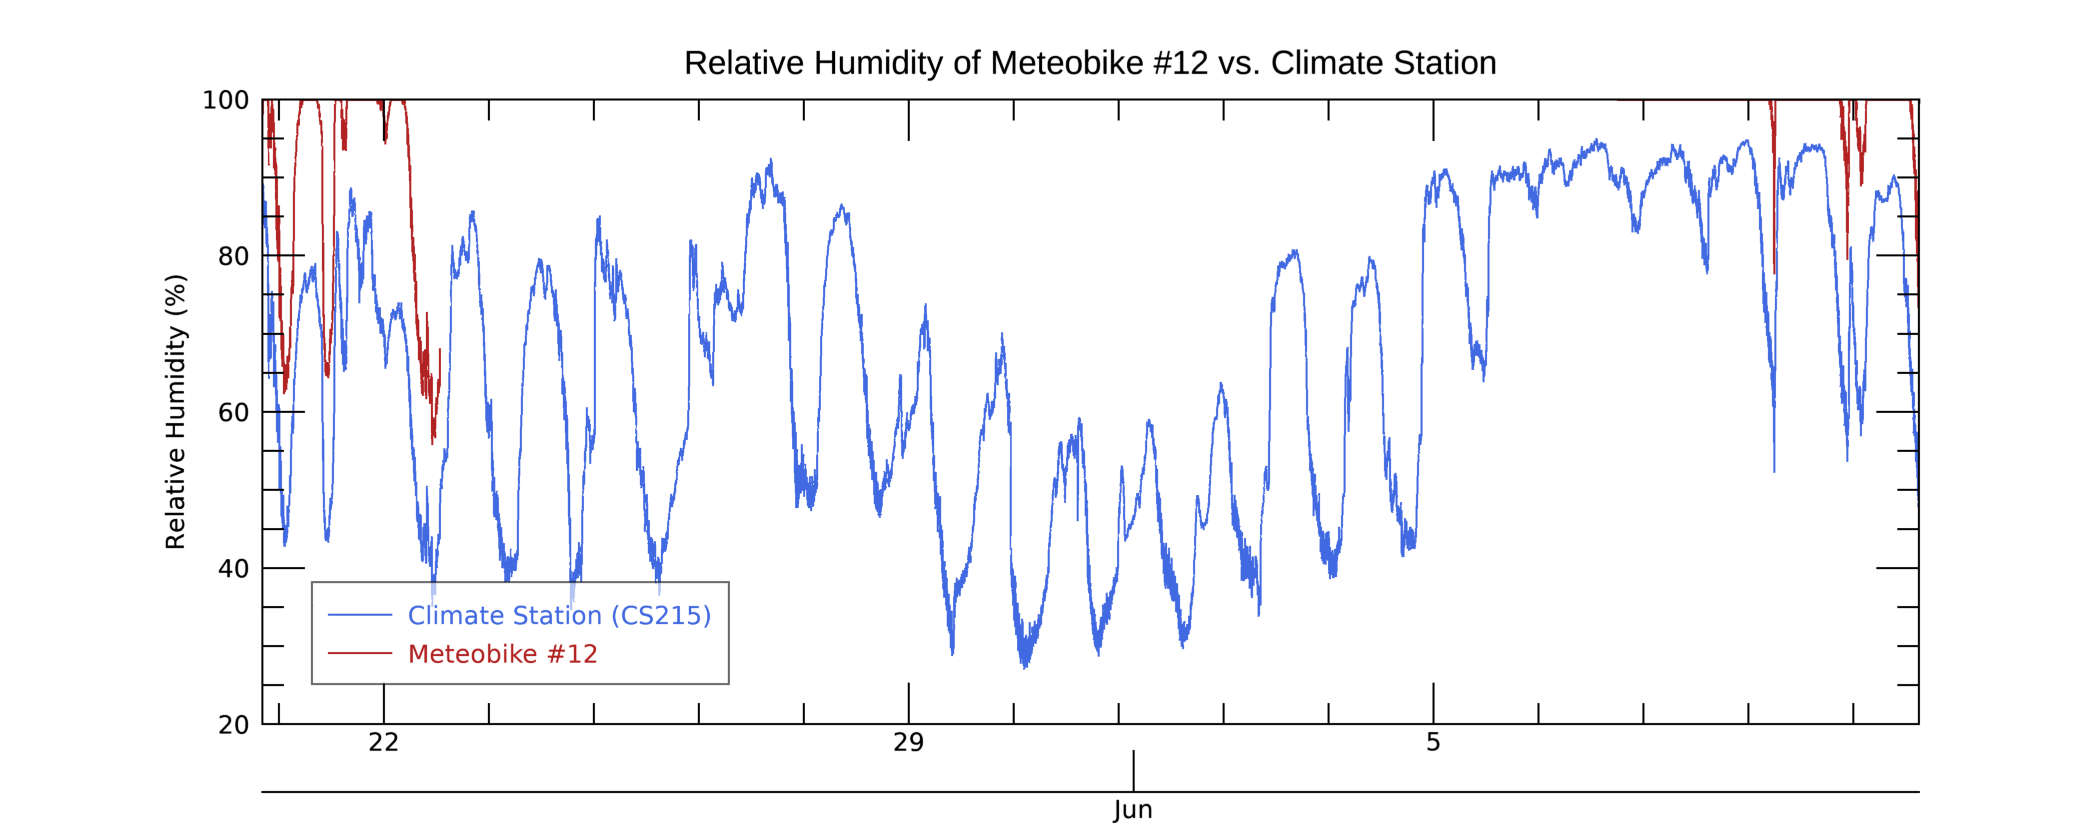 Relative Humidity of Meteobike #12 vs. Climate Station
Relative Humidity (%)
100
80
60
40
20
Climate Station (CS215)
Meteobike #12
22 29 5
Jun